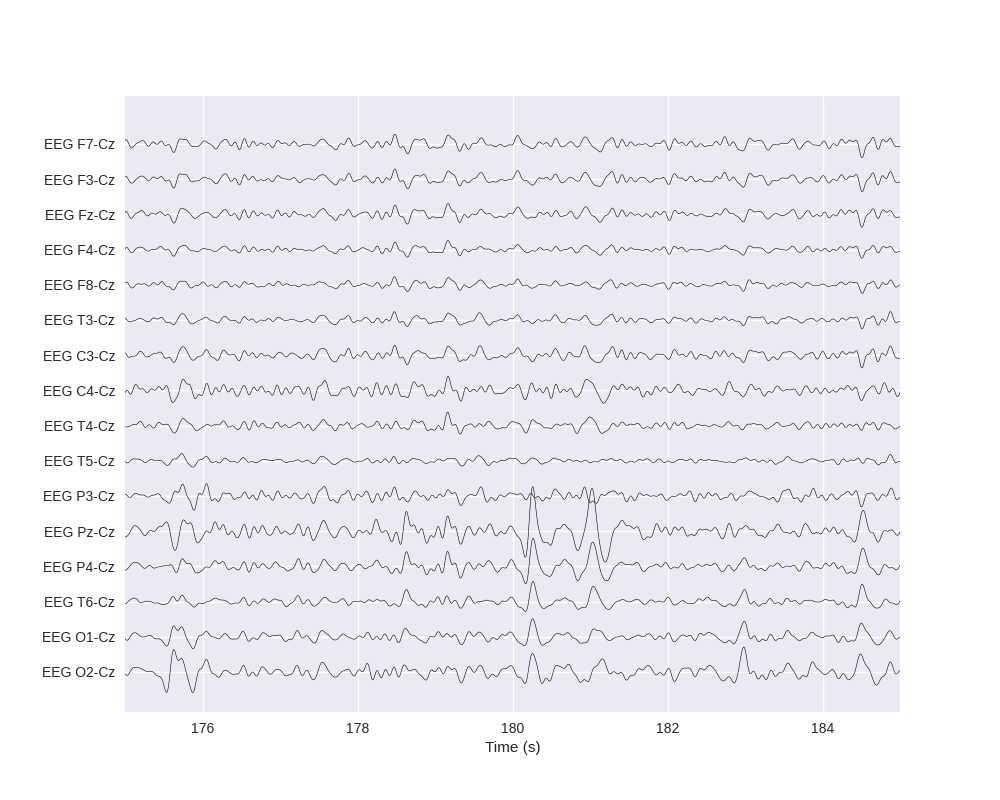 EEG F7-Cz
EEG F3-Cz
EEG Fz-Cz
EEG F4-Cz
EEG F8-Cz
EEG T3-Cz
EEG C3-Cz
EEG C4-Cz
EEG T4-Cz
EEG T5-Cz
EEG P3-Cz
EEG Pz-Cz
EEG P4-Cz
EEG T6-Cz
EEG O1-Cz
EEG O2-Cz
176 178 180 182 184
Time (s)